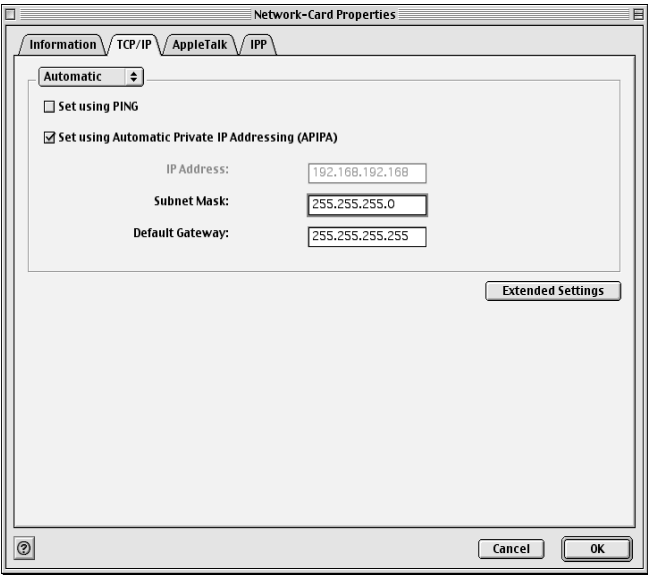 Network-Card Properties
Information TCP/IP AppleTalk IPP
Automatic
Set using PING
Set using Automatic Private IP Addressing (APIPA)
IP Address: 192.168.192.168
Subnet Mask: 255.255.255.0
Default Gateway: 255.255.255.255
Extended Settings
? Cancel OK